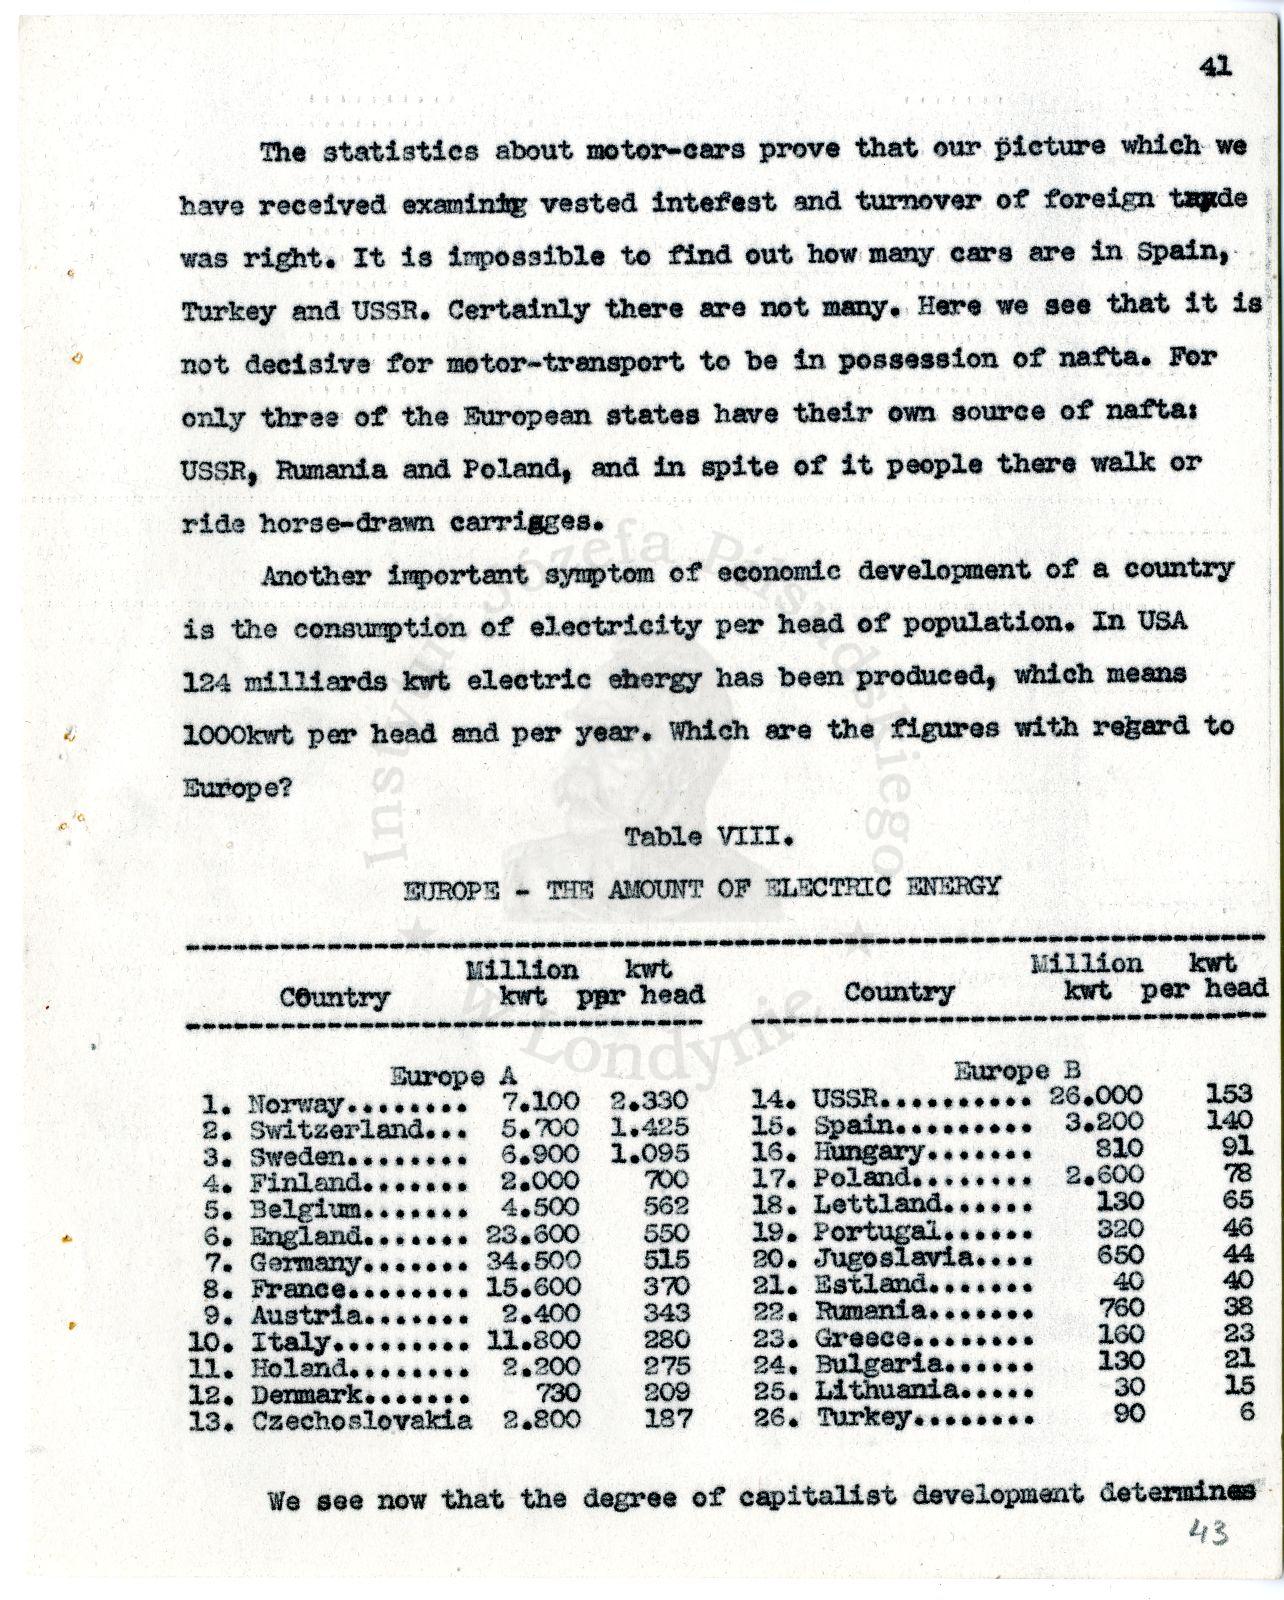 41
The statistics about motor-cars prove that our picture which we
have received examining vested intefest and turnover of foreign trade
was right. It is impossible to find out how many cars are in Spain,
Turkey and USSR. Certainly there are not many. Here we see that it is
not decisive for motor-transport to be in possession of nafta. For
only three of the European states have their own source of nafta:
USSR, Rumania and Poland, and in spite of it people there walk or
ride horse-drawn carriages.
Another important symptom of economic development of a country
is the consumption of electricity per head of population. In USA
124 milliards kwt electric energy has been produced, which means
1000kwt per head and per year. Which are the figures with regard to
Europe?
Table VIII.
EUROPE - THE AMOUNT OF ELECTRIC ENERGY
Country Million kwt kwt per head Country Million kwt kwt per head
Europe A Europe B
1. Norway........ 7.100 2.330 14. USSR.......... 26.000 153
2. Switzerland... 5.700 1.425 15. Spain......... 3.200 140
3. Sweden........ 6.900 1.095 16. Hungary....... 810 91
4. Finland....... 2.000 700 17. Poland........ 2.600 78
5. Belgium....... 4.500 562 18. Lettland...... 130 65
6. England....... 23.600 550 19. Portugal...... 320 46
7. Germany....... 34.500 515 20. Jugoslavia.... 650 44
8. France........ 15.600 370 21. Estland....... 40 40
9. Austria....... 2.400 343 22. Rumania....... 760 38
10. Italy......... 11.800 280 23. Greece........ 160 23
11. Holand........ 2.200 275 24. Bulgaria...... 130 21
12. Denmark....... 730 209 25. Lithuania..... 30 15
13. Czechoslovakia 2.800 187 26. Turkey........ 90 6
We see now that the degree of capitalist development determines
43
Instytut Józefa Piłsudskiego
w Londynie